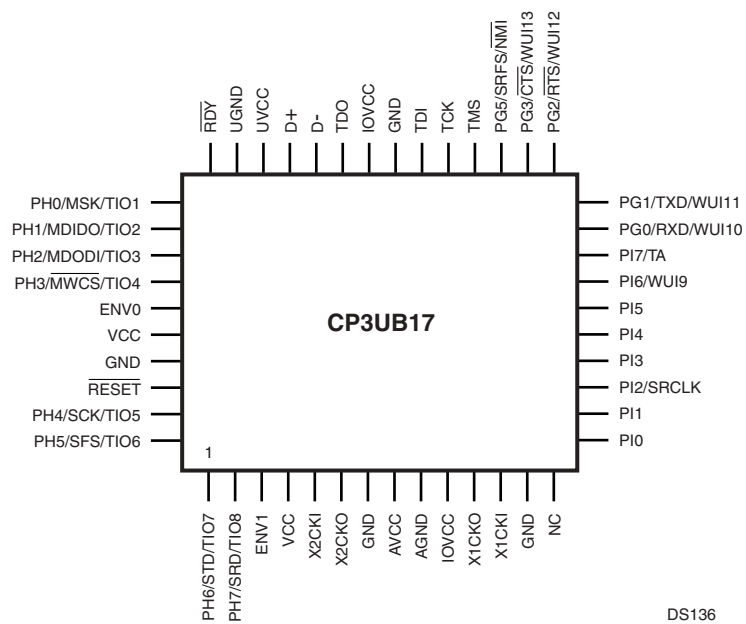 RDY
UGND
UVCC
D+
D-
TDO
IOVCC
GND
TDI
TCK
TMS
PG5/SRFS/NMI
PG3/CTS/WUI13
PG2/RTS/WUI12
PH0/MSK/TIO1
PH1/MDIDO/TIO2
PH2/MDODI/TIO3
PH3/MWCS/TIO4
ENV0
VCC
GND
RESET
PH4/SCK/TIO5
PH5/SFS/TIO6
CP3UB17
1
PG1/TXD/WUI11
PG0/RXD/WUI10
PI7/TA
PI6/WUI9
PI5
PI4
PI3
PI2/SRCLK
PI1
PI0
PH6/STD/TIO7
PH7/SRD/TIO8
ENV1
VCC
X2CKI
X2CKO
GND
AVCC
AGND
IOVCC
X1CKO
X1CKI
GND
NC
DS136